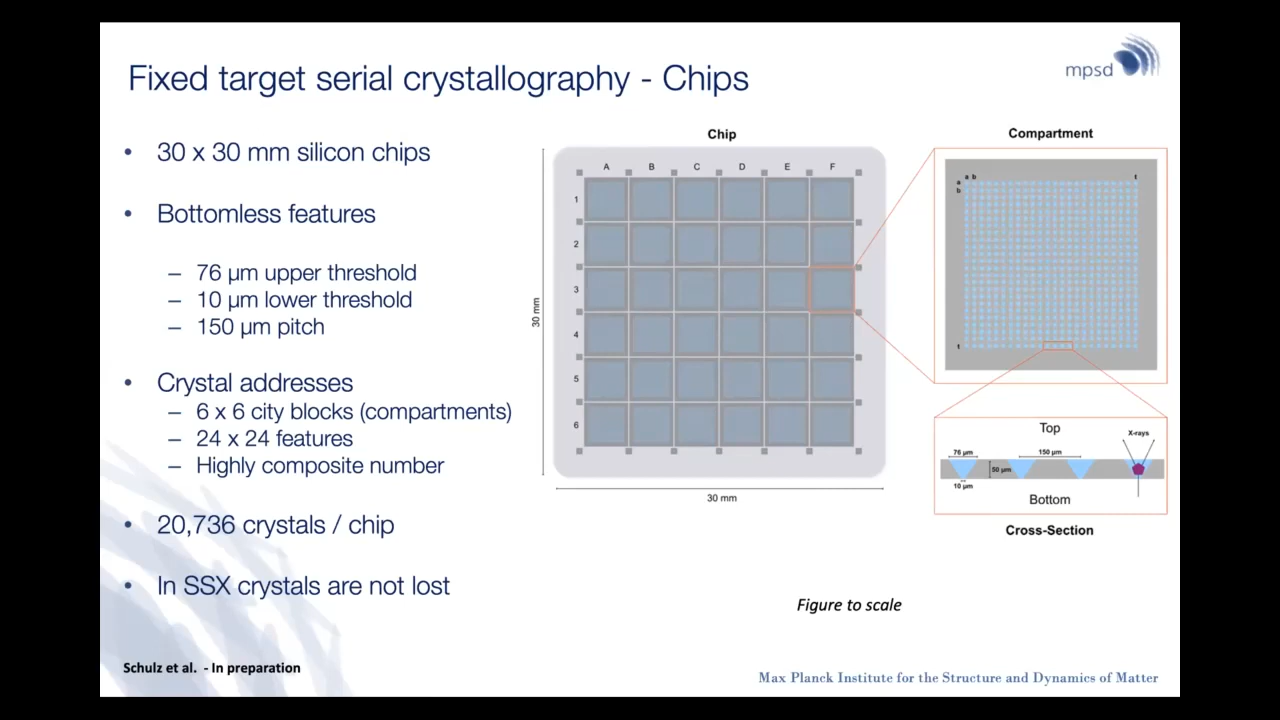 Fixed target serial crystallography - Chips
mpsd
• 30 x 30 mm silicon chips
• Bottomless features
– 76 µm upper threshold
– 10 µm lower threshold
– 150 µm pitch
• Crystal addresses
– 6 x 6 city blocks (compartments)
– 24 x 24 features
– Highly composite number
• 20,736 crystals / chip
• In SSX crystals are not lost
Chip
A B C D E F
1
2
3
4
5
6
30 mm
30 mm
Compartment
a b t
a
b
t
Top
X-rays
76 µm 150 µm
50 µm
10 µm
Bottom
Cross-Section
Figure to scale
Schulz et al. - In preparation
Max Planck Institute for the Structure and Dynamics of Matter